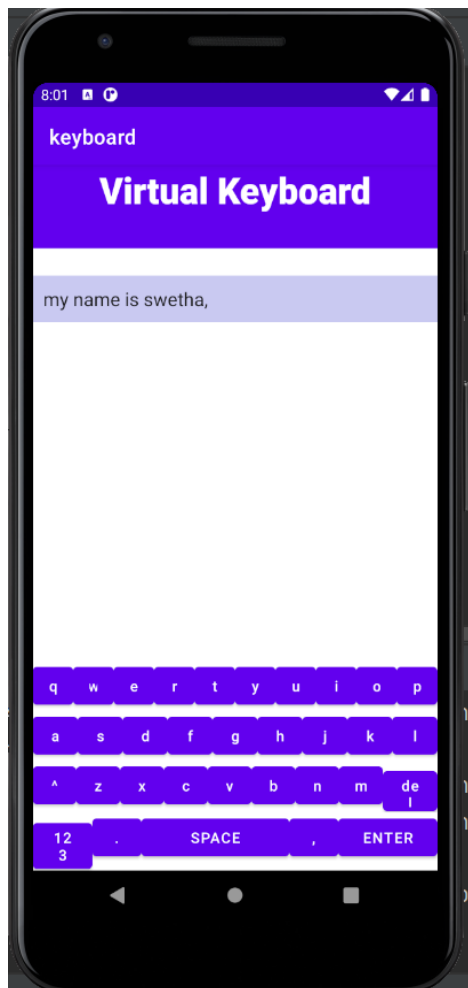 8:01
keyboard
Virtual Keyboard
my name is swetha,
q w e r t y u i o p
a s d f g h j k l
^ z x c v b n m de
l
12 . SPACE , ENTER
3